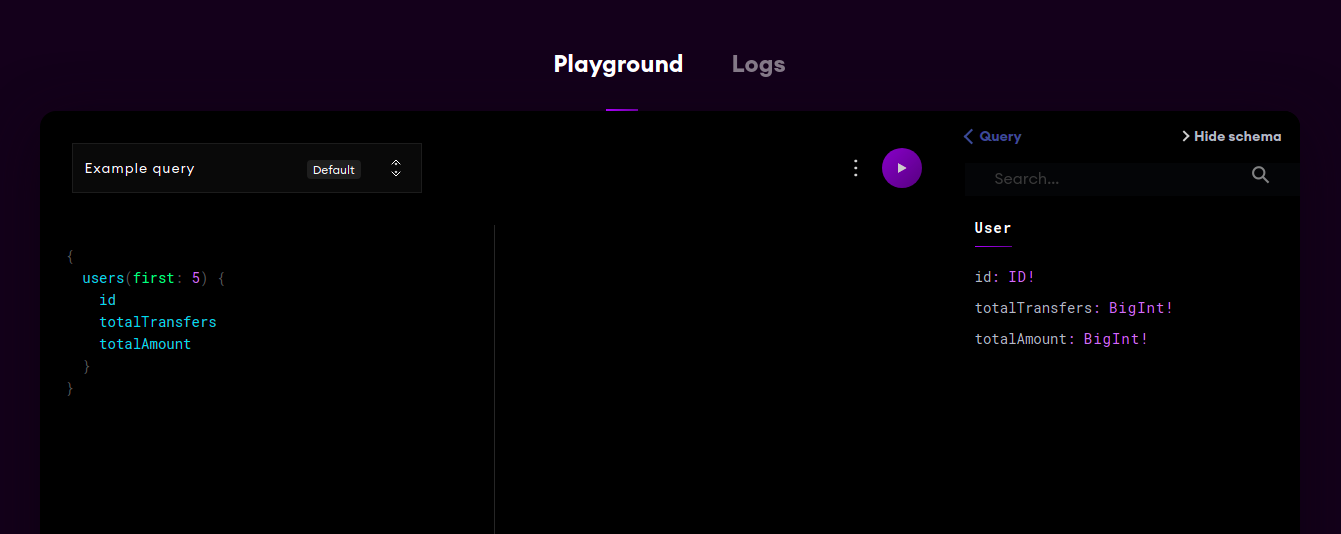 Playground Logs
Example query Default
{
users(first: 5) {
id
totalTransfers
totalAmount
}
}
Query Hide schema
Search...
User
id: ID!
totalTransfers: BigInt!
totalAmount: BigInt!